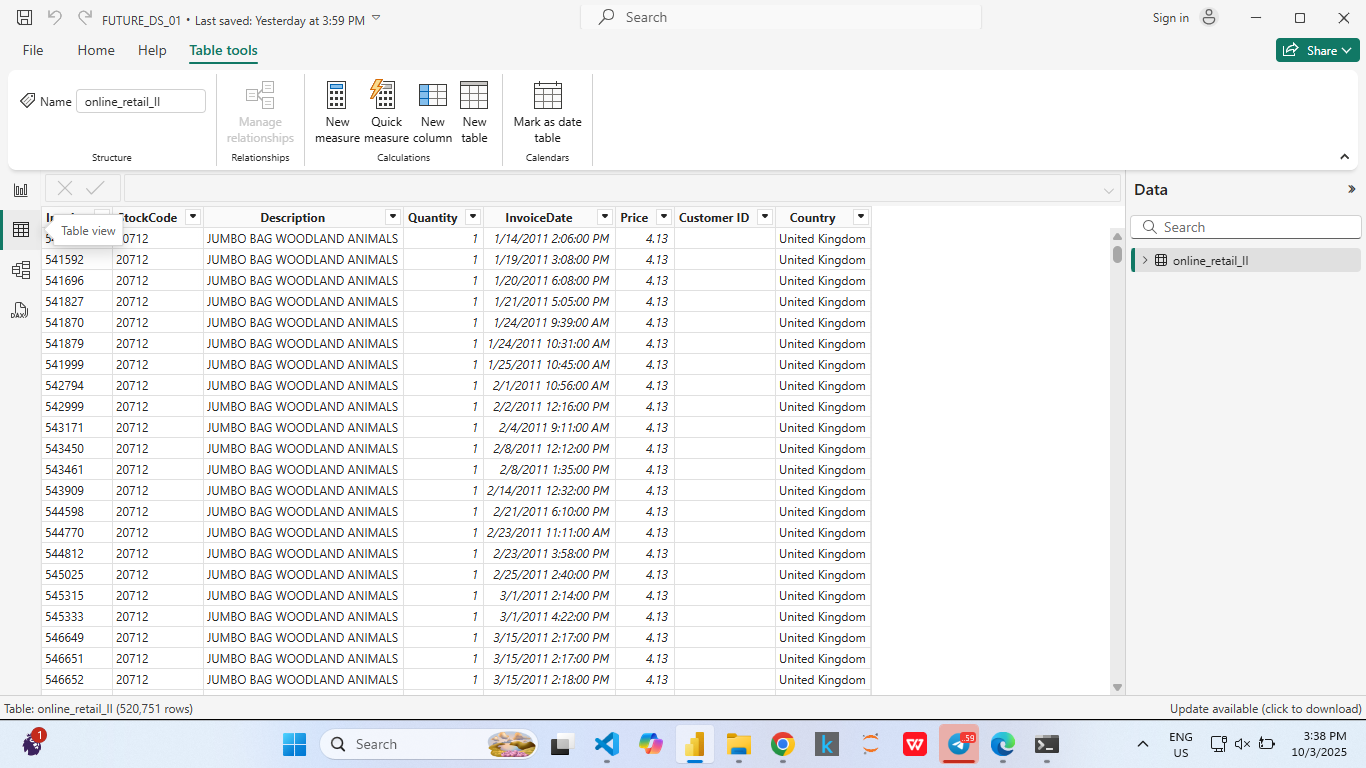 FUTURE_DS_01 • Last saved: Yesterday at 3:59 PM
Search
Sign in
File Home Help Table tools
Share
Name online_retail_II
Manage relationships
New measure
Quick measure
New column
New table
Mark as date table
Structure
Relationships
Calculations
Calendars
Data
StockCode Description Quantity InvoiceDate Price Customer ID Country
Table view
Search
online_retail_II
20712 JUMBO BAG WOODLAND ANIMALS 1 1/14/2011 2:06:00 PM 4.13 United Kingdom
541592 20712 JUMBO BAG WOODLAND ANIMALS 1 1/19/2011 3:08:00 PM 4.13 United Kingdom
541696 20712 JUMBO BAG WOODLAND ANIMALS 1 1/20/2011 6:08:00 PM 4.13 United Kingdom
541827 20712 JUMBO BAG WOODLAND ANIMALS 1 1/21/2011 5:05:00 PM 4.13 United Kingdom
541870 20712 JUMBO BAG WOODLAND ANIMALS 1 1/24/2011 9:39:00 AM 4.13 United Kingdom
541879 20712 JUMBO BAG WOODLAND ANIMALS 1 1/24/2011 10:31:00 AM 4.13 United Kingdom
541999 20712 JUMBO BAG WOODLAND ANIMALS 1 1/25/2011 10:45:00 AM 4.13 United Kingdom
542794 20712 JUMBO BAG WOODLAND ANIMALS 1 2/1/2011 10:56:00 AM 4.13 United Kingdom
542999 20712 JUMBO BAG WOODLAND ANIMALS 1 2/2/2011 12:16:00 PM 4.13 United Kingdom
543171 20712 JUMBO BAG WOODLAND ANIMALS 1 2/4/2011 9:11:00 AM 4.13 United Kingdom
543450 20712 JUMBO BAG WOODLAND ANIMALS 1 2/8/2011 12:12:00 PM 4.13 United Kingdom
543461 20712 JUMBO BAG WOODLAND ANIMALS 1 2/8/2011 1:35:00 PM 4.13 United Kingdom
543909 20712 JUMBO BAG WOODLAND ANIMALS 1 2/14/2011 12:32:00 PM 4.13 United Kingdom
544598 20712 JUMBO BAG WOODLAND ANIMALS 1 2/21/2011 6:10:00 PM 4.13 United Kingdom
544770 20712 JUMBO BAG WOODLAND ANIMALS 1 2/23/2011 11:11:00 AM 4.13 United Kingdom
544812 20712 JUMBO BAG WOODLAND ANIMALS 1 2/23/2011 3:58:00 PM 4.13 United Kingdom
545025 20712 JUMBO BAG WOODLAND ANIMALS 1 2/25/2011 2:40:00 PM 4.13 United Kingdom
545315 20712 JUMBO BAG WOODLAND ANIMALS 1 3/1/2011 2:14:00 PM 4.13 United Kingdom
545333 20712 JUMBO BAG WOODLAND ANIMALS 1 3/1/2011 4:22:00 PM 4.13 United Kingdom
546649 20712 JUMBO BAG WOODLAND ANIMALS 1 3/15/2011 2:17:00 PM 4.13 United Kingdom
546651 20712 JUMBO BAG WOODLAND ANIMALS 1 3/15/2011 2:17:00 PM 4.13 United Kingdom
546652 20712 JUMBO BAG WOODLAND ANIMALS 1 3/15/2011 2:18:00 PM 4.13 United Kingdom
Table: online_retail_II (520,751 rows)
Update available (click to download)
1
Search
DAX
k
W
59
ENG
US
3:38 PM
10/3/2025